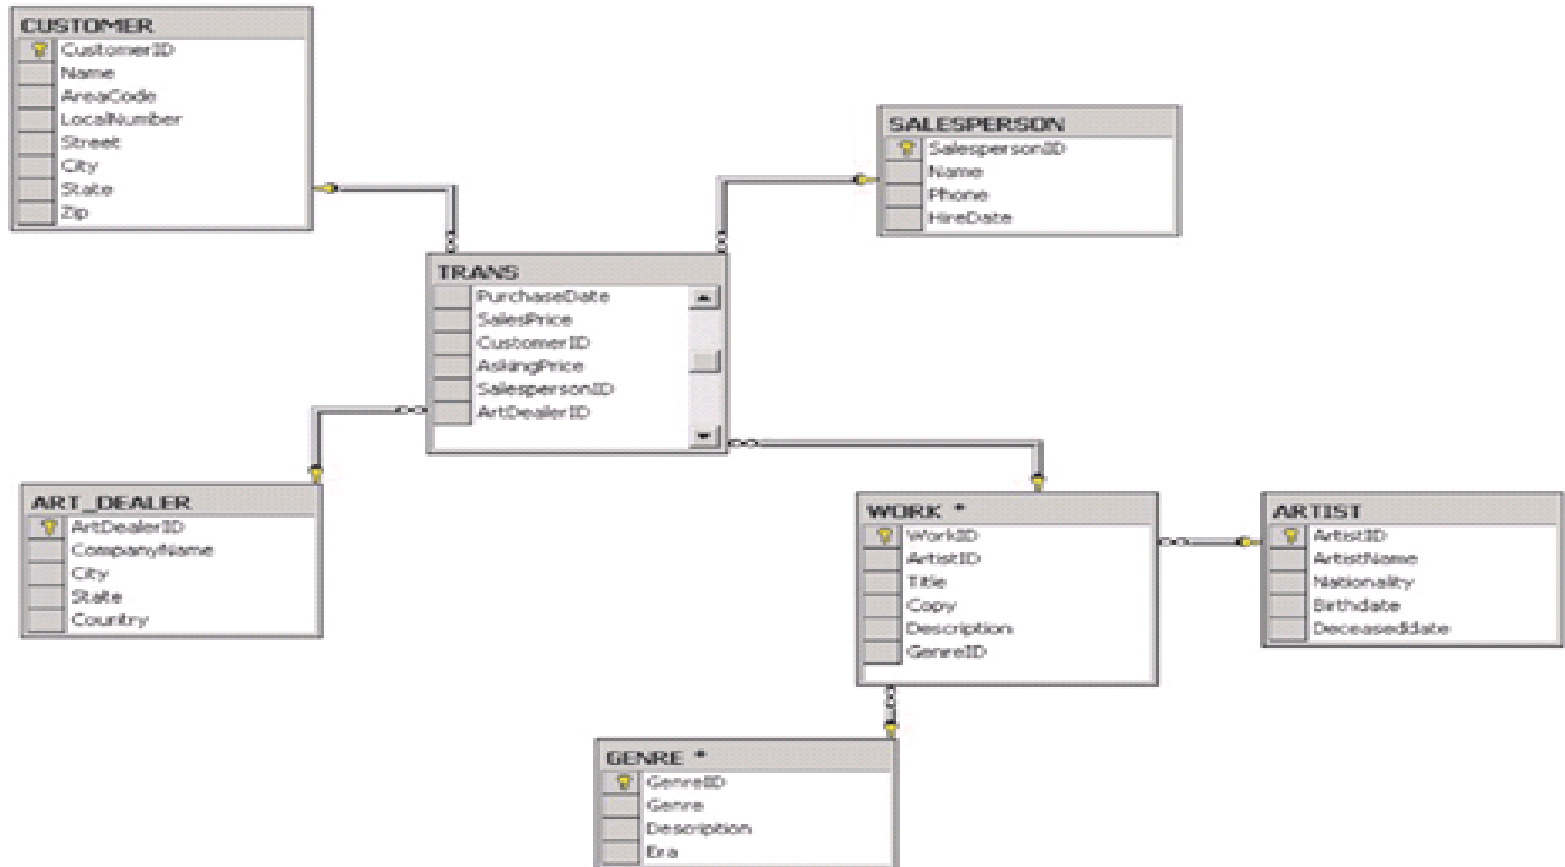 CUSTOMER
CustomerID
Name
AreaCode
LocalNumber
Street
City
State
Zip
SALESPERSON
SalespersonID
Name
Phone
HireDate
TRANS
PurchaseDate
SalesPrice
CustomerID
AskingPrice
SalespersonID
ArtDealerID
ART_DEALER
ArtDealerID
CompanyName
City
State
Country
WORK *
WorkID
ArtistID
Title
Copy
Description
GenreID
ARTIST
ArtistID
ArtistName
Nationality
Birthdate
Deceaseddate
GENRE *
GenreID
Genre
Description
Era